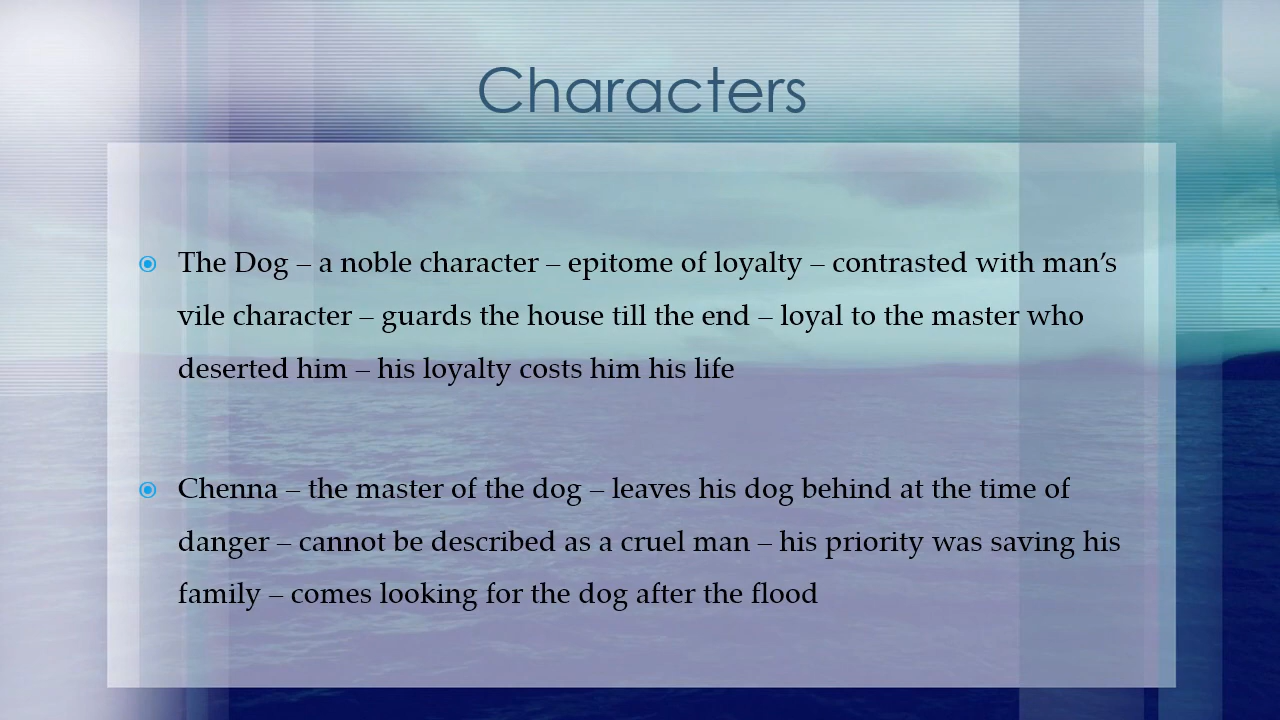 Characters
The Dog – a noble character – epitome of loyalty – contrasted with man’s
vile character – guards the house till the end – loyal to the master who
deserted him – his loyalty costs him his life
Chenna – the master of the dog – leaves his dog behind at the time of
danger – cannot be described as a cruel man – his priority was saving his
family – comes looking for the dog after the flood